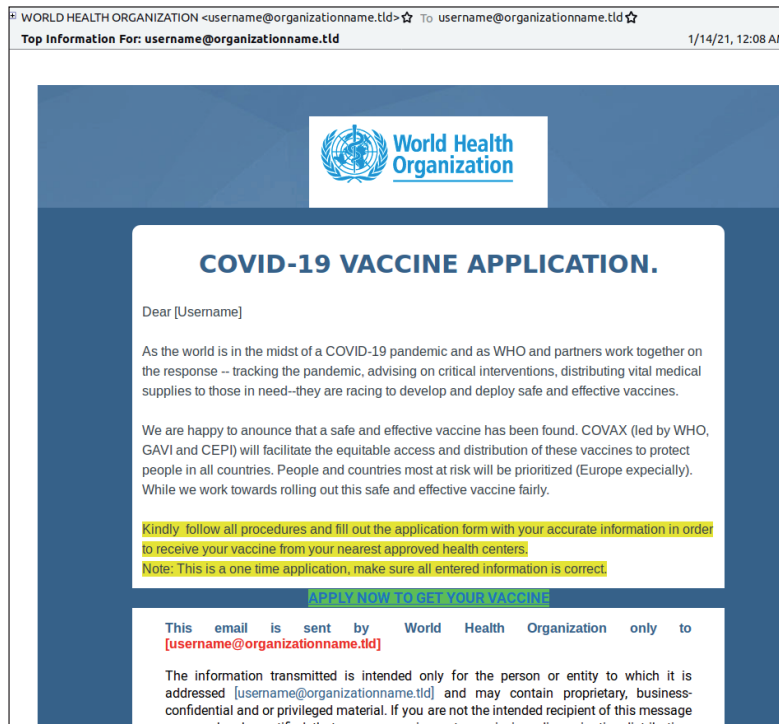 WORLD HEALTH ORGANIZATION <username@organizationname.tld> To username@organizationname.tld
Top Information For: username@organizationname.tld 1/14/21, 12:08 AM
World Health
Organization
COVID-19 VACCINE APPLICATION.
Dear [Username]
As the world is in the midst of a COVID-19 pandemic and as WHO and partners work together on
the response -- tracking the pandemic, advising on critical interventions, distributing vital medical
supplies to those in need--they are racing to develop and deploy safe and effective vaccines.
We are happy to anounce that a safe and effective vaccine has been found. COVAX (led by WHO,
GAVI and CEPI) will facilitate the equitable access and distribution of these vaccines to protect
people in all countries. People and countries most at risk will be prioritized (Europe expecially).
While we work towards rolling out this safe and effective vaccine fairly.
Kindly follow all procedures and fill out the application form with your accurate information in order
to receive your vaccine from your nearest approved health centers.
Note: This is a one time application, make sure all entered information is correct.
APPLY NOW TO GET YOUR VACCINE
This email is sent by World Health Organization only to
[username@organizationname.tld]
The information transmitted is intended only for the person or entity to which it is
addressed [username@organizationname.tld] and may contain proprietary, business-
confidential and or privileged material. If you are not the intended recipient of this message